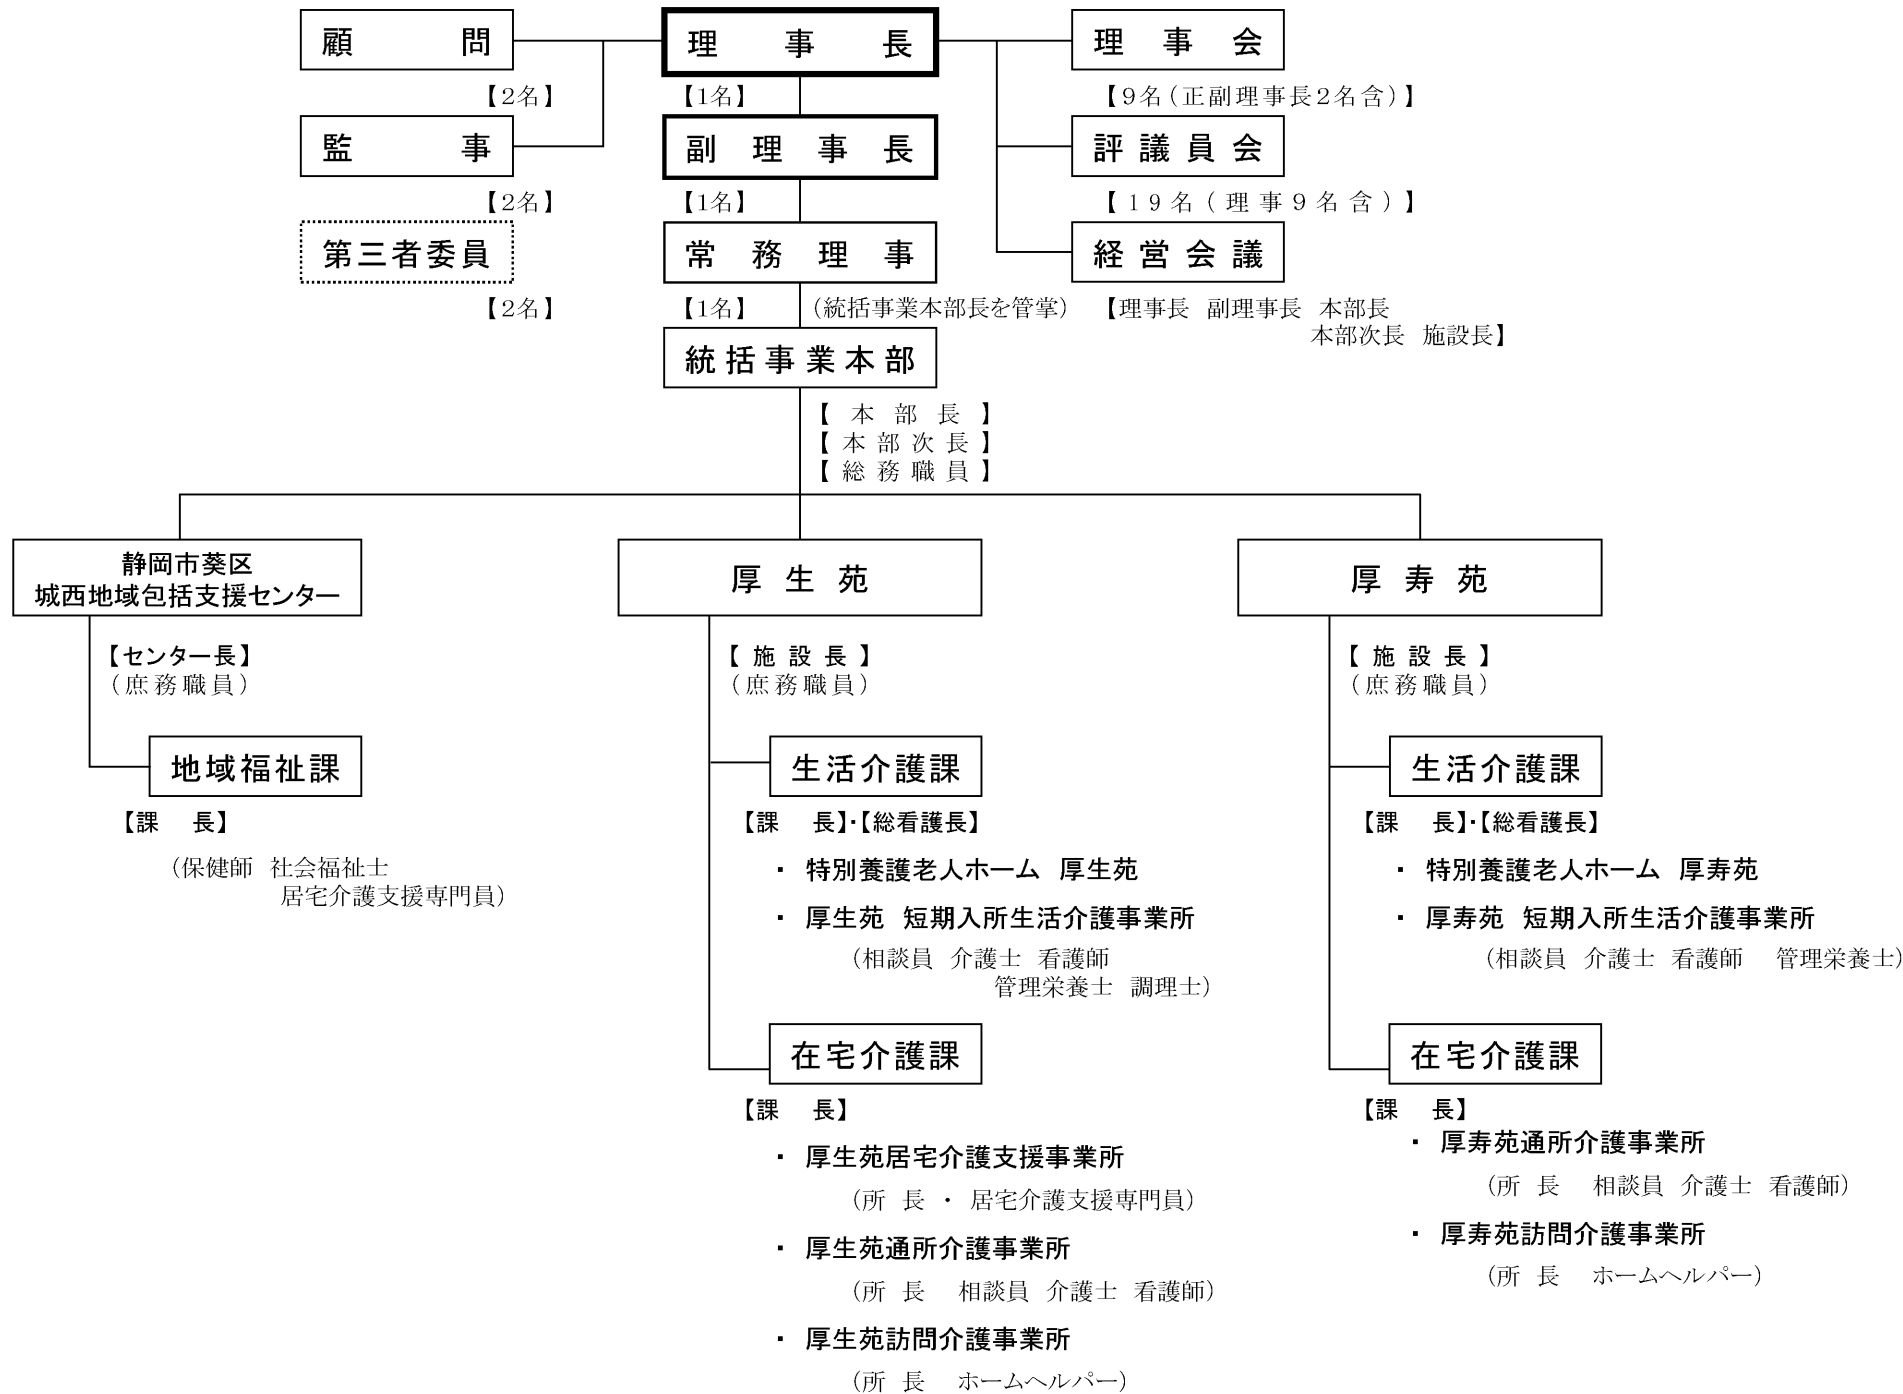 顧問
理事長
理事会
【2名】
【1名】
【9名(正副理事長2名含)】
監事
副理事長
評議員会
【2名】
【1名】
【19名(理事9名含)】
第三者委員
常務理事
経営会議
【2名】
【1名】
(統括事業本部長を管掌)
【理事長 副理事長 本部長
本部次長 施設長】
統括事業本部
【本部長】
【本部次長】
【総務職員】
静岡市葵区
城西地域包括支援センター
【センター長】
(庶務職員)
地域福祉課
【課 長】
(保健師 社会福祉士
居宅介護支援専門員)
厚生苑
【施設長】
(庶務職員)
生活介護課
【課 長】・【総看護長】
・ 特別養護老人ホーム 厚生苑
・ 厚生苑 短期入所生活介護事業所
(相談員 介護士 看護師
管理栄養士 調理士)
在宅介護課
【課 長】
・ 厚生苑居宅介護支援事業所
(所 長 ・ 居宅介護支援専門員)
・ 厚生苑通所介護事業所
(所 長 相談員 介護士 看護師)
・ 厚生苑訪問介護事業所
(所 長 ホームヘルパー)
厚寿苑
【施設長】
(庶務職員)
生活介護課
【課 長】・【総看護長】
・ 特別養護老人ホーム 厚寿苑
・ 厚寿苑 短期入所生活介護事業所
(相談員 介護士 看護師 管理栄養士)
在宅介護課
【課 長】
・ 厚寿苑通所介護事業所
(所 長 相談員 介護士 看護師)
・ 厚寿苑訪問介護事業所
(所 長 ホームヘルパー)